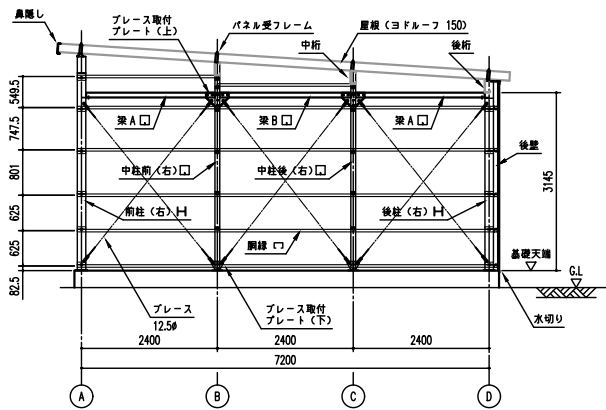 鼻隠し
ブレース取付
プレート（上）
パネル受フレーム
中桁
屋根（ヨドルーフ 150）
後桁
549.5
747.5
801
625
625
82.5
梁A
梁B
梁A
中柱前（右）
中柱後（右）
前柱（右）
後柱（右）
胴縁
後壁
3145
基礎天端
G.L
水切り
ブレース
12.5φ
ブレース取付
プレート（下）
2400
2400
2400
7200
A
B
C
D